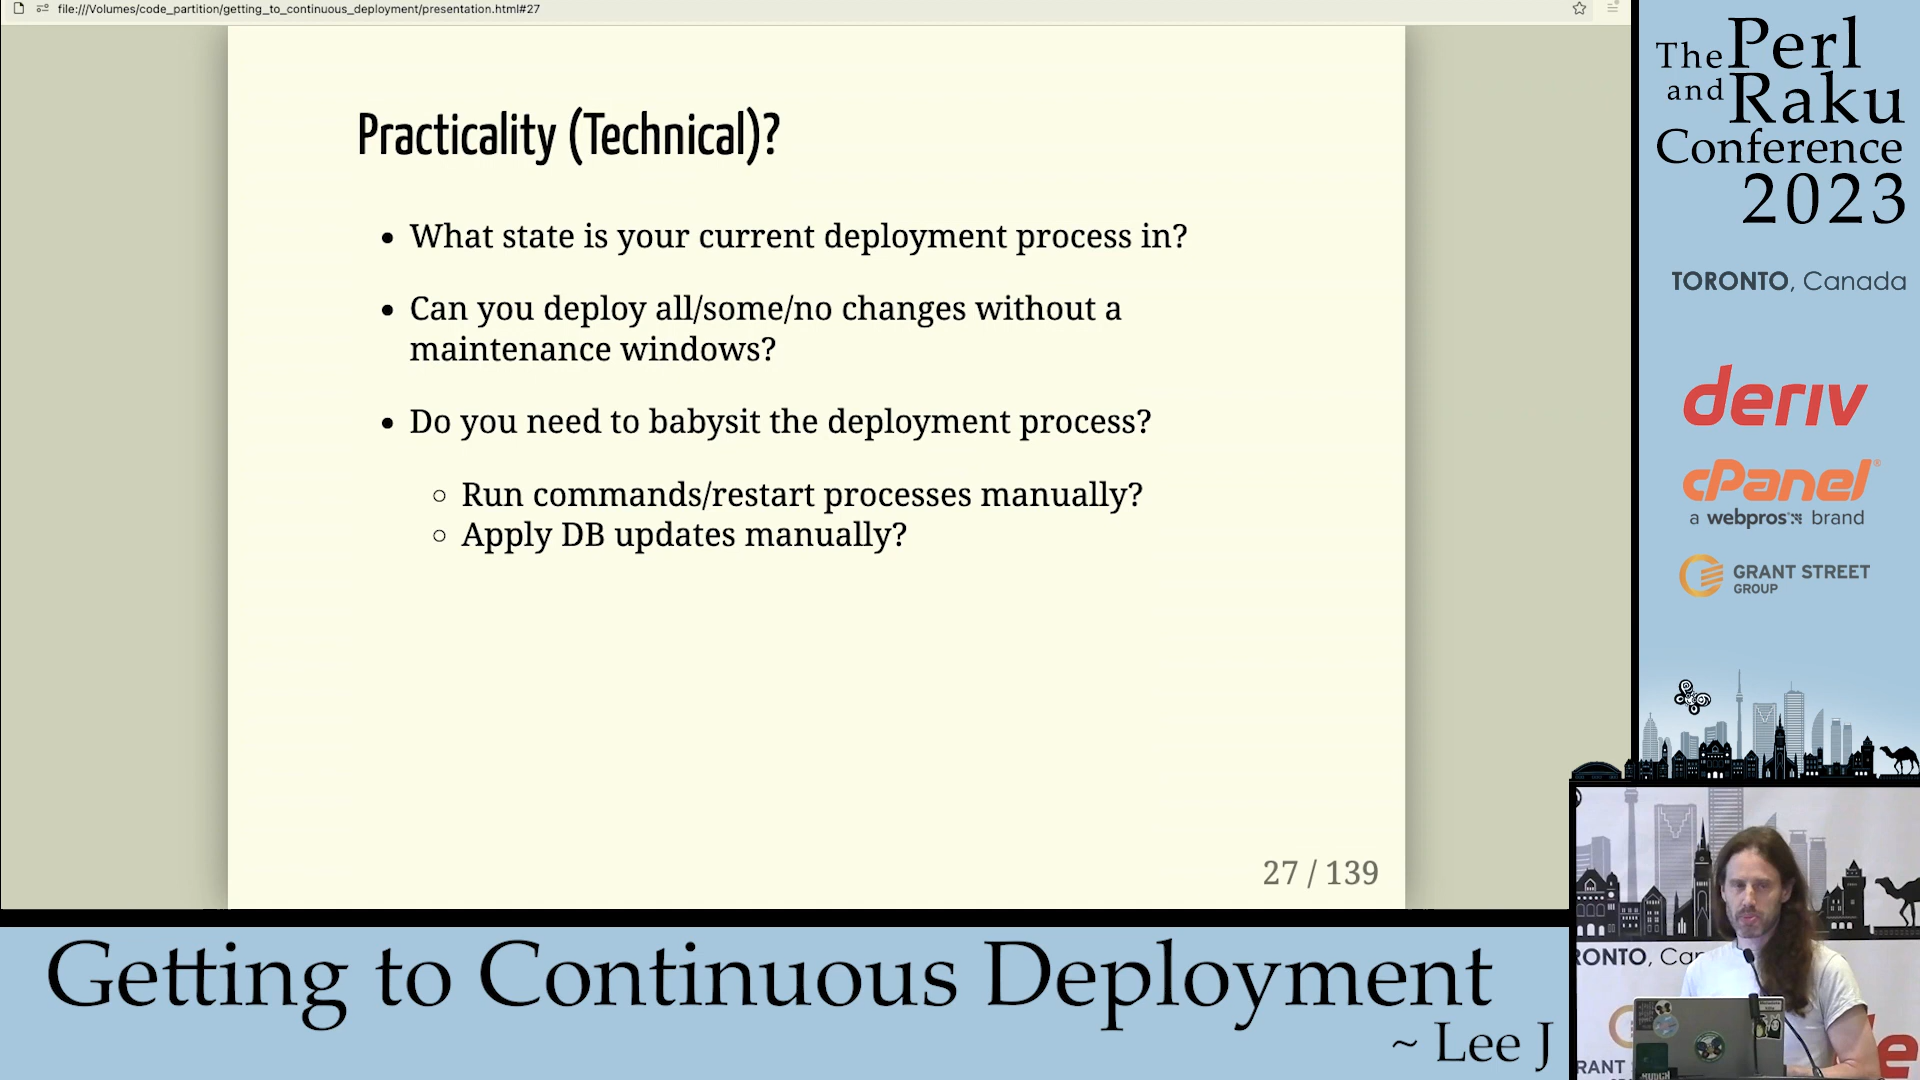 file:///Volumes/code_partition/getting_to_continuous_deployment/presentation.html#27
Practicality (Technical)?
• What state is your current deployment process in?
• Can you deploy all/some/no changes without a
maintenance windows?
• Do you need to babysit the deployment process?
○ Run commands/restart processes manually?
○ Apply DB updates manually?
27 / 139
The Perl
and Raku
Conference
2023
TORONTO, Canada
deriv
cPanel®
a webpros brand
GRANT STREET
GROUP
Getting to Continuous Deployment
~ Lee J
RONTO, Car
RANT